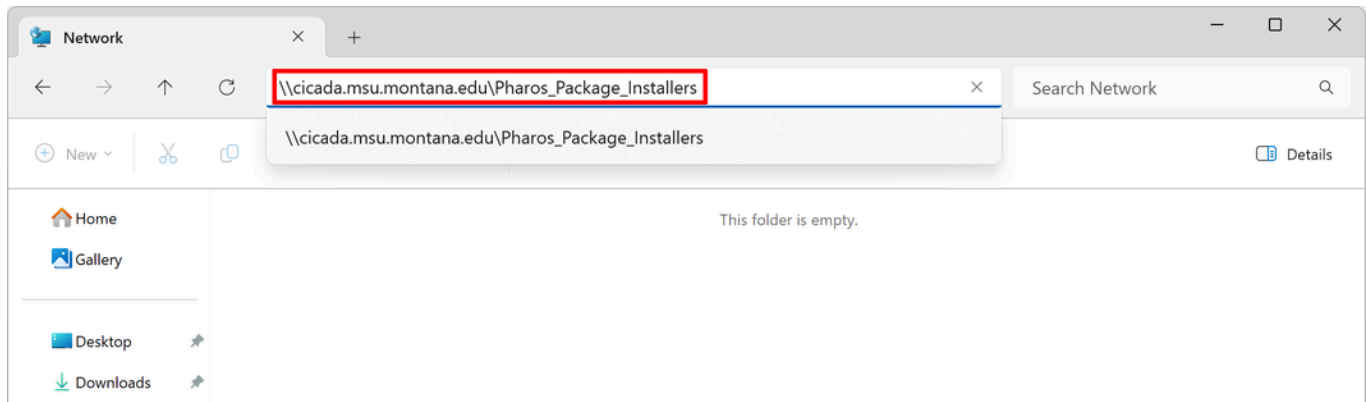 Network
\\cicada.msu.montana.edu\Pharos_Package_Installers
Search Network
\\cicada.msu.montana.edu\Pharos_Package_Installers
New
Details
Home
This folder is empty.
Gallery
Desktop
Downloads